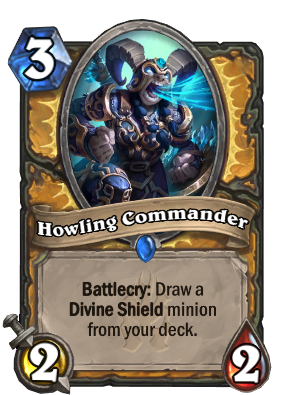 3
Howling Commander
Battlecry: Draw a
Divine Shield minion
from your deck.
2
2